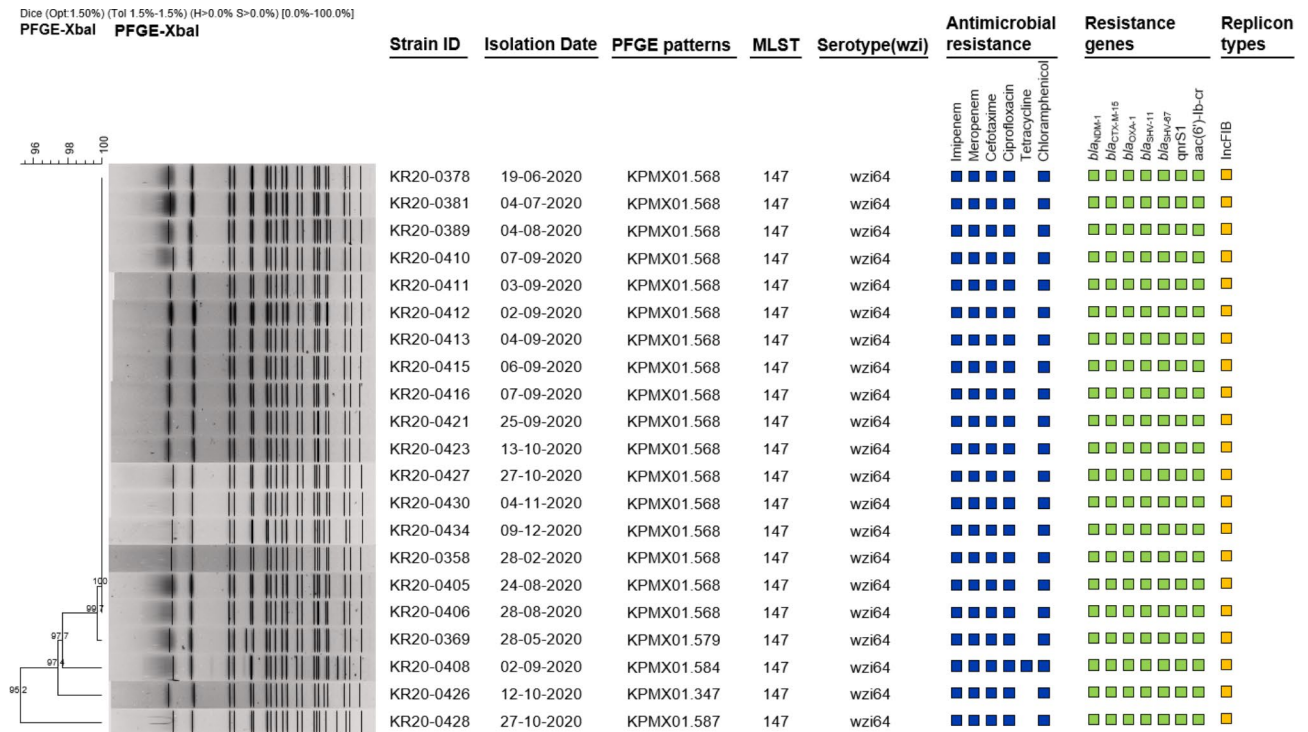 Dice (Opt:1.50%) (Tol 1.5%-1.5%) (H>0.0% S>0.0%) [0.0%-100.0%]
PFGE-XbaI PFGE-XbaI
Strain ID Isolation Date PFGE patterns MLST Serotype(wzi) Antimicrobial resistance Resistance genes Replicon types
Imipenem Meropenem Cefotaxime Ciprofloxacin Tetracycline Chloramphenicol blaNDM-1 blaCTX-M-15 blaOXA-1 blaSHV-11 blaSHV-67 qnrS1 aac(6')-Ib-cr IncFIB
96 98 100
KR20-0378 19-06-2020 KPMX01.568 147 wzi64
KR20-0381 04-07-2020 KPMX01.568 147 wzi64
KR20-0389 04-08-2020 KPMX01.568 147 wzi64
KR20-0410 07-09-2020 KPMX01.568 147 wzi64
KR20-0411 03-09-2020 KPMX01.568 147 wzi64
KR20-0412 02-09-2020 KPMX01.568 147 wzi64
KR20-0413 04-09-2020 KPMX01.568 147 wzi64
KR20-0415 06-09-2020 KPMX01.568 147 wzi64
KR20-0416 07-09-2020 KPMX01.568 147 wzi64
KR20-0421 25-09-2020 KPMX01.568 147 wzi64
KR20-0423 13-10-2020 KPMX01.568 147 wzi64
KR20-0427 27-10-2020 KPMX01.568 147 wzi64
KR20-0430 04-11-2020 KPMX01.568 147 wzi64
KR20-0434 09-12-2020 KPMX01.568 147 wzi64
KR20-0358 28-02-2020 KPMX01.568 147 wzi64
100 KR20-0405 24-08-2020 KPMX01.568 147 wzi64
99.7 KR20-0406 28-08-2020 KPMX01.568 147 wzi64
97.7 KR20-0369 28-05-2020 KPMX01.579 147 wzi64
97.4 KR20-0408 02-09-2020 KPMX01.584 147 wzi64
95.2 KR20-0426 12-10-2020 KPMX01.347 147 wzi64
KR20-0428 27-10-2020 KPMX01.587 147 wzi64